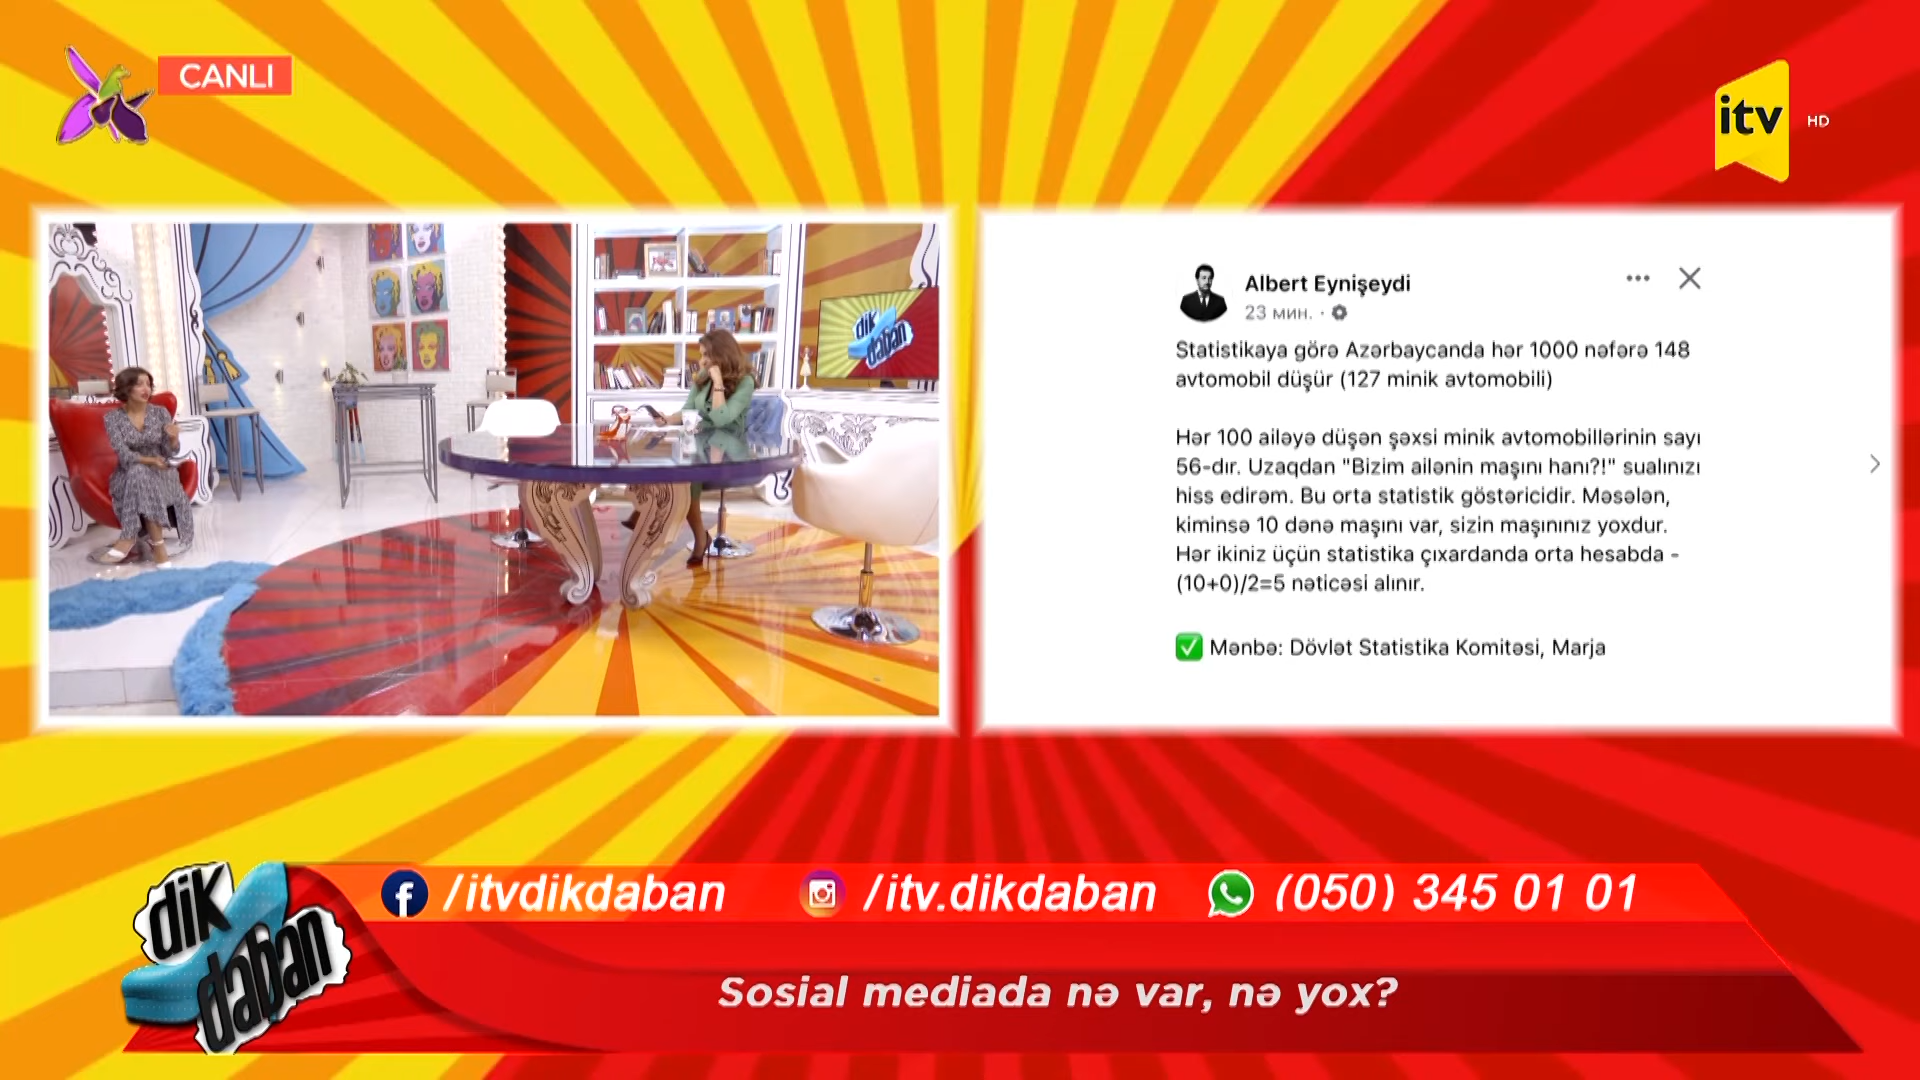 CANLI
itv
HD
dik
daban
Albert Eynişeydi
23 мин. ·
Statistikaya görə Azərbaycanda hər 1000 nəfərə 148
avtomobil düşür (127 minik avtomobili)
Hər 100 ailəyə düşən şəxsi minik avtomobillərinin sayı
56-dır. Uzaqdan "Bizim ailənin maşını hanı?!" sualınızı
hiss edirəm. Bu orta statistik göstəricidir. Məsələn,
kiminsə 10 dənə maşını var, sizin maşınınız yoxdur.
Hər ikiniz üçün statistika çıxardanda orta hesabda -
(10+0)/2=5 nəticəsi alınır.
✅ Mənbə: Dövlət Statistika Komitəsi, Marja
dik
daban
/itvdikdaban
/itv.dikdaban
(050) 345 01 01
Sosial mediada nə var, nə yox?